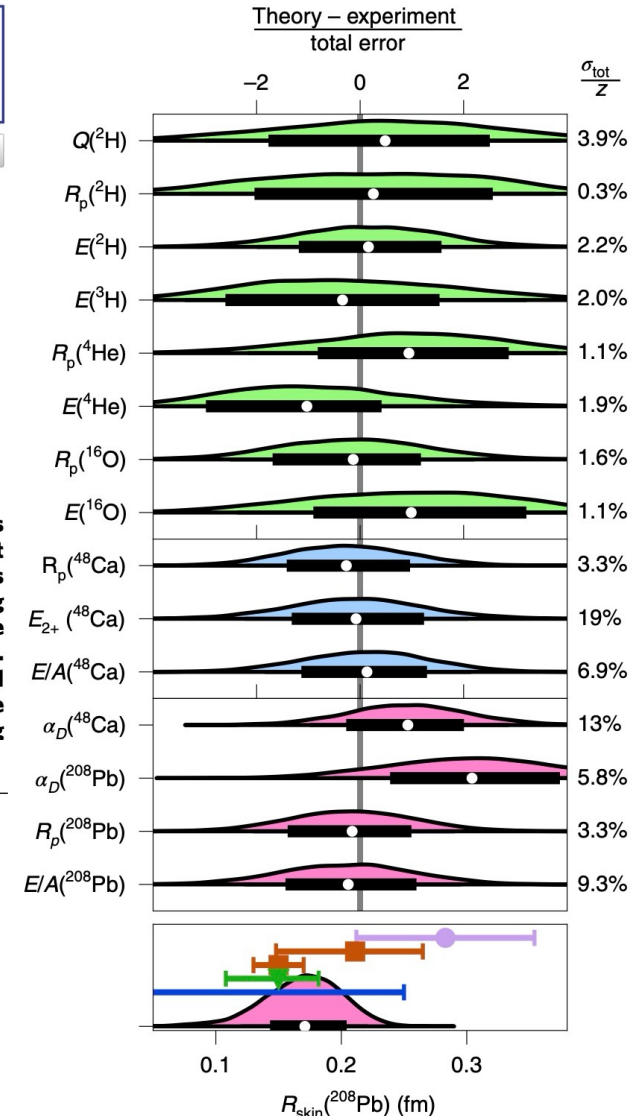 Theory – experiment
total error
σtot
z
–2 0 2
Q(²H) 3.9%
Rp(²H) 0.3%
E(²H) 2.2%
E(³H) 2.0%
Rp(⁴He) 1.1%
E(⁴He) 1.9%
Rp(¹⁶O) 1.6%
E(¹⁶O) 1.1%
Rp(⁴⁸Ca) 3.3%
E2+ (⁴⁸Ca) 19%
E/A(⁴⁸Ca) 6.9%
αD(⁴⁸Ca) 13%
αD(²⁰⁸Pb) 5.8%
Rp(²⁰⁸Pb) 3.3%
E/A(²⁰⁸Pb) 9.3%
0.1 0.2 0.3
Rskin(²⁰⁸Pb) (fm)